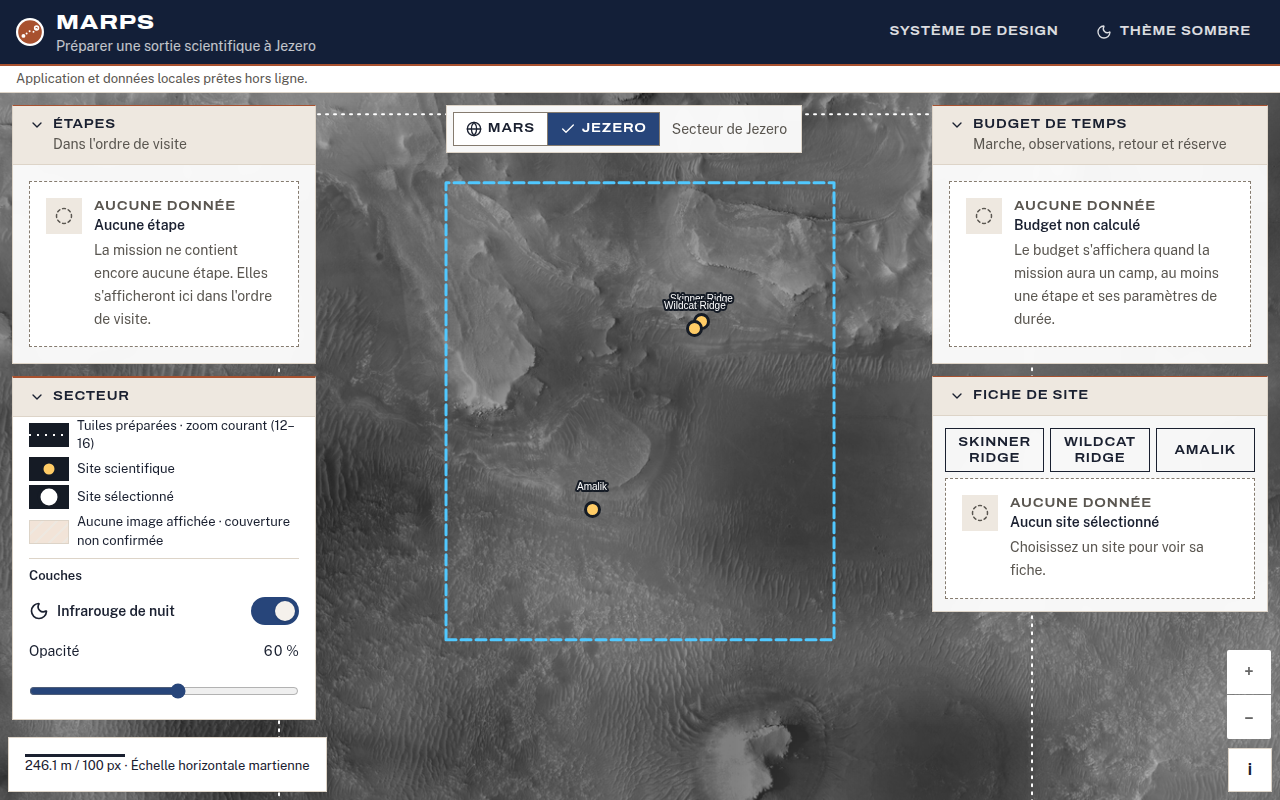 MARPS
Préparer une sortie scientifique à Jezero
SYSTÈME DE DESIGN
THÈME SOMBRE
Application et données locales prêtes hors ligne.
ÉTAPES
Dans l'ordre de visite
AUCUNE DONNÉE
Aucune étape
La mission ne contient
encore aucune étape. Elles
s'afficheront ici dans l'ordre
de visite.
SECTEUR
Tuiles préparées · zoom courant (12–
16)
Site scientifique
Site sélectionné
Aucune image affichée · couverture
non confirmée
Couches
Infrarouge de nuit
Opacité
60 %
246.1 m / 100 px · Échelle horizontale martienne
MARS
JEZERO
Secteur de Jezero
Skinner Ridge
Wildcat Ridge
Amalik
BUDGET DE TEMPS
Marche, observations, retour et réserve
AUCUNE DONNÉE
Budget non calculé
Le budget s'affichera quand la
mission aura un camp, au moins
une étape et ses paramètres de
durée.
FICHE DE SITE
SKINNER
RIDGE
WILDCAT
RIDGE
AMALIK
AUCUNE DONNÉE
Aucun site sélectionné
Choisissez un site pour voir sa
fiche.
+
−
i